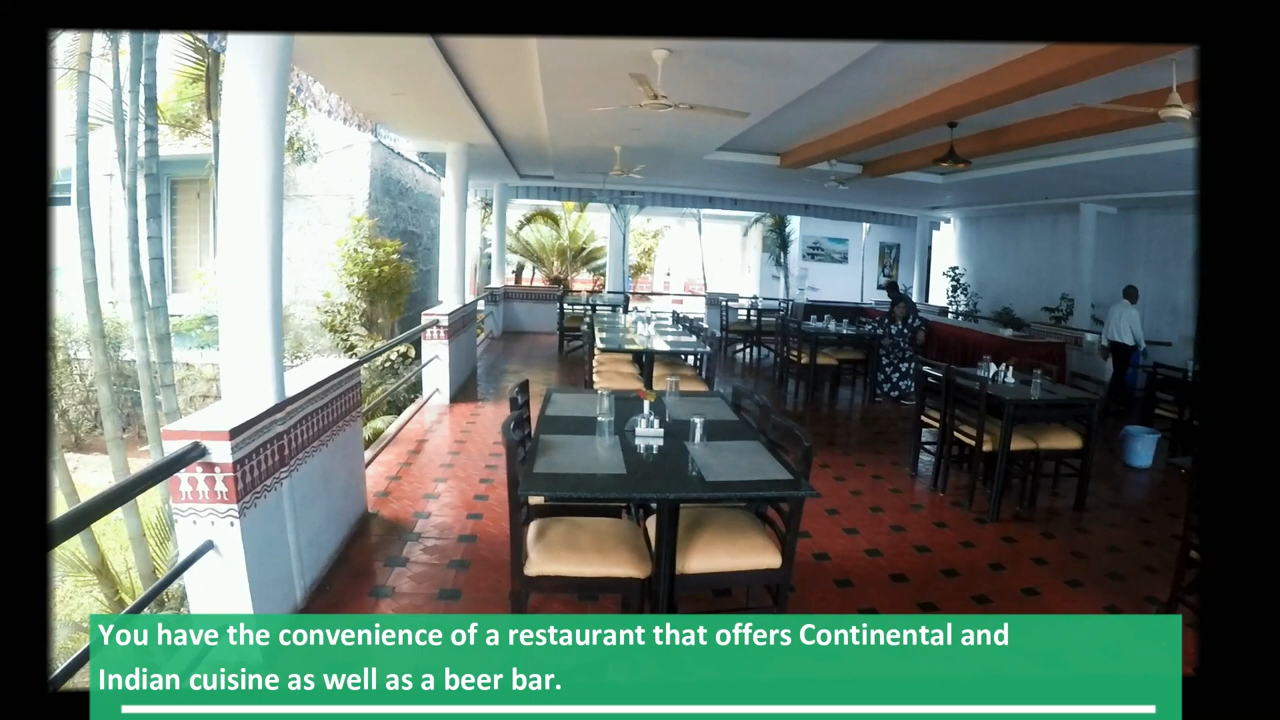 You have the convenience of a restaurant that offers Continental and
Indian cuisine as well as a beer bar.